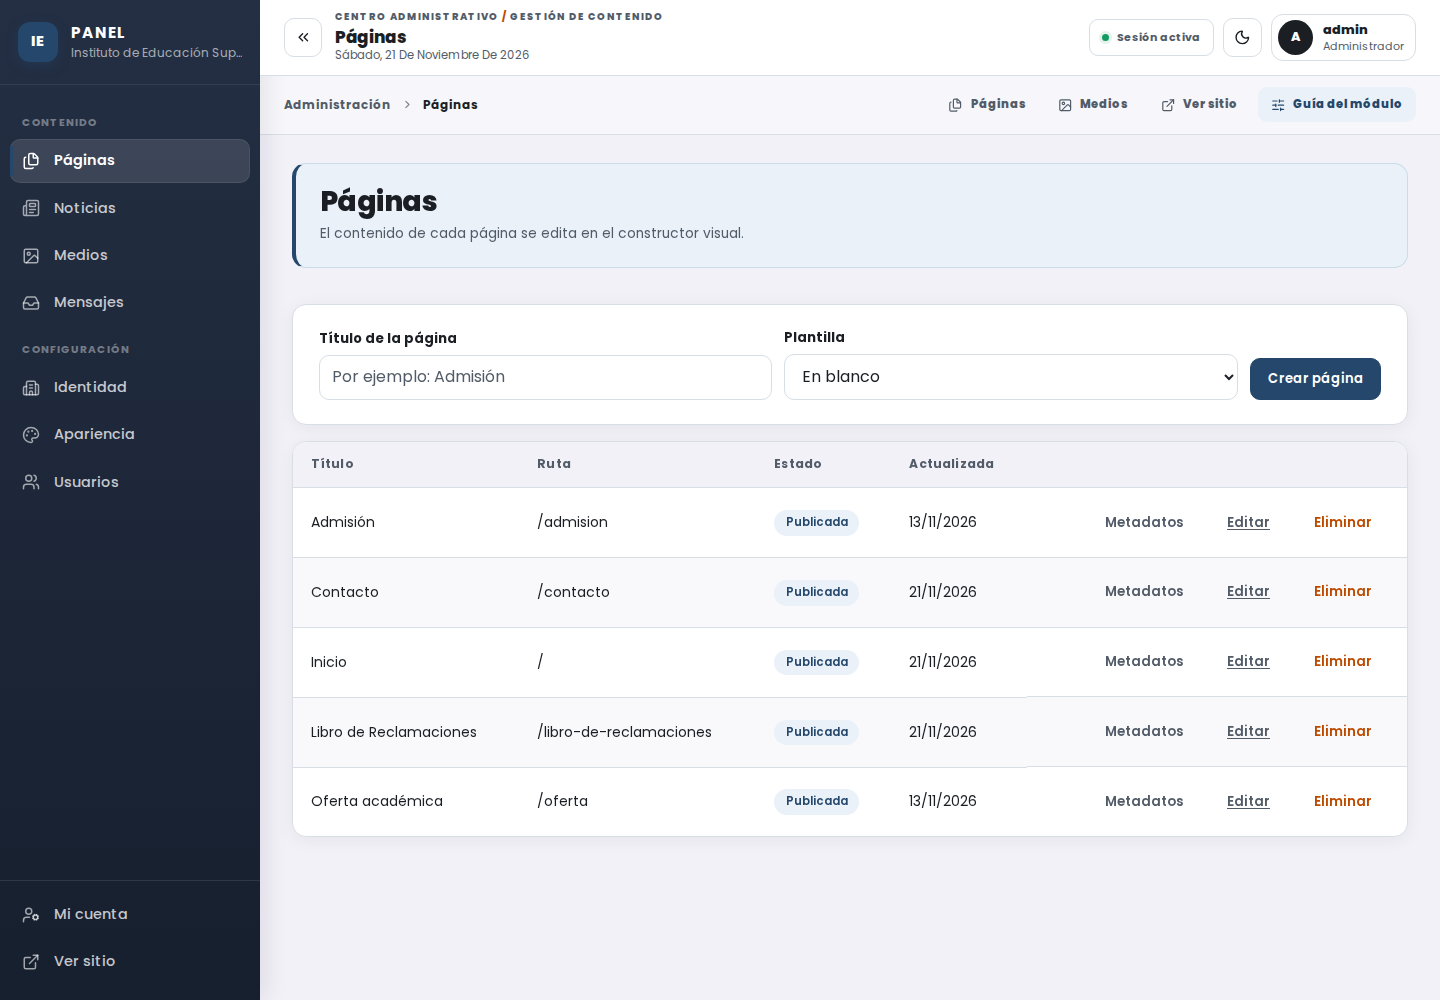 IE
PANEL
Instituto de Educación Sup...
CONTENIDO
Páginas
Noticias
Medios
Mensajes
CONFIGURACIÓN
Identidad
Apariencia
Usuarios
Mi cuenta
Ver sitio
CENTRO ADMINISTRATIVO / GESTIÓN DE CONTENIDO
Páginas
Sábado, 21 De Noviembre De 2026
Sesión activa
A
admin
Administrador
Administración > Páginas
Páginas Medios Ver sitio Guía del módulo
Páginas
El contenido de cada página se edita en el constructor visual.
Título de la página
Por ejemplo: Admisión
Plantilla
En blanco
Crear página
Título Ruta Estado Actualizada
Admisión /admision Publicada 13/11/2026 Metadatos Editar Eliminar
Contacto /contacto Publicada 21/11/2026 Metadatos Editar Eliminar
Inicio / Publicada 21/11/2026 Metadatos Editar Eliminar
Libro de Reclamaciones /libro-de-reclamaciones Publicada 21/11/2026 Metadatos Editar Eliminar
Oferta académica /oferta Publicada 13/11/2026 Metadatos Editar Eliminar